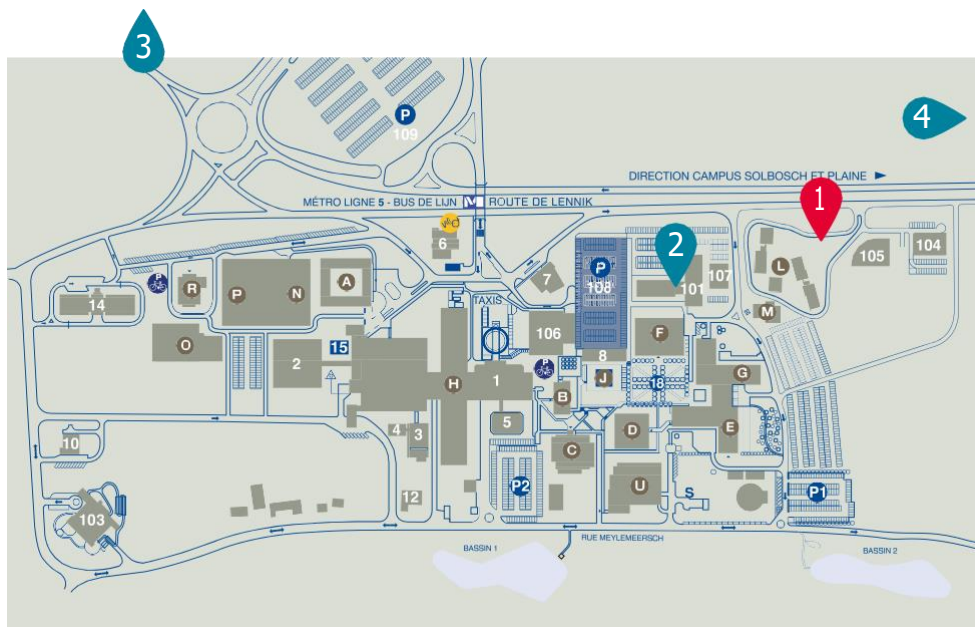 3
P
109
4
DIRECTION CAMPUS SOLBOSCH ET PLAINE
MÉTRO LIGNE 5 - BUS DE LIJN M ROUTE DE LENNIK
1
6
2
L
105
104
7
P
108
101
107
P
R
P
N
A
14
M
TAXIS
O
2
15
106
F
8
P
H
1
J
18
G
B
5
D
E
4
3
10
C
P2
U
S
P1
12
103
RUE MEYLEMEERSCH
BASSIN 1
BASSIN 2